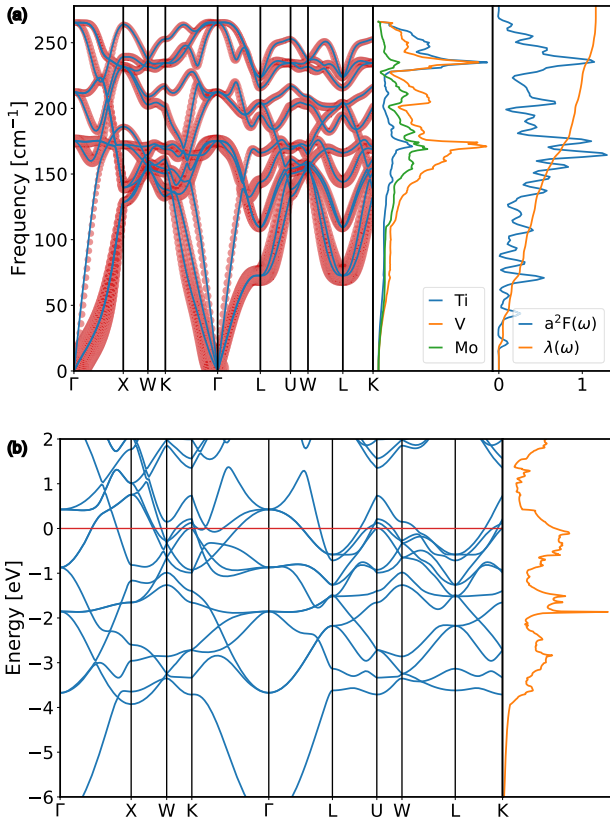 (a)
Frequency [cm⁻¹]
250
200
150
100
50
0
Γ X W K Γ L U W L K
Ti
V
Mo
a²F(ω)
λ(ω)
0 1
(b)
Energy [eV]
2
1
0
−1
−2
−3
−4
−5
−6
Γ X W K Γ L U W L K